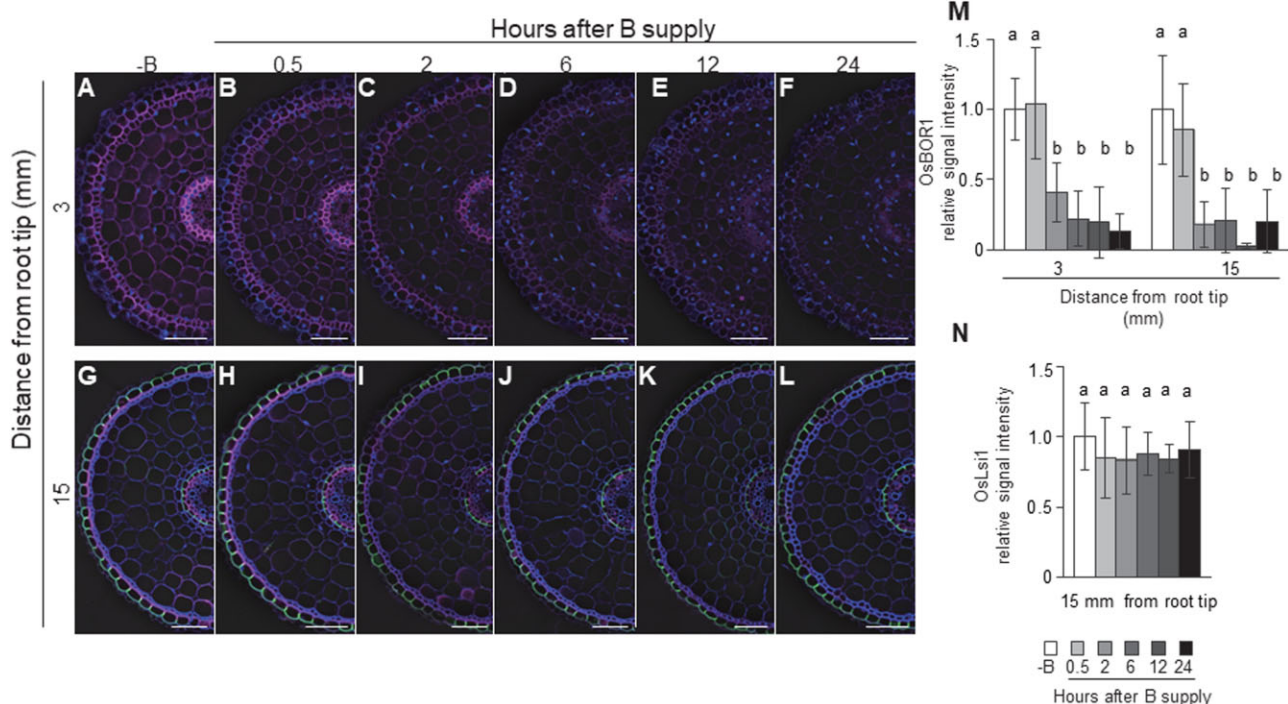 Hours after B supply
-B 0.5 2 6 12 24
Distance from root tip (mm)
3
A B C D E F
15
G H I J K L
M
OsBOR1
relative signal intensity
1.5
1.0
0.5
0
a a b b b b a a b b b b
3 15
Distance from root tip
(mm)
N
OsLsi1
relative signal intensity
1.5
1.0
0.5
0
a a a a a a
15 mm from root tip
-B 0.5 2 6 12 24
Hours after B supply